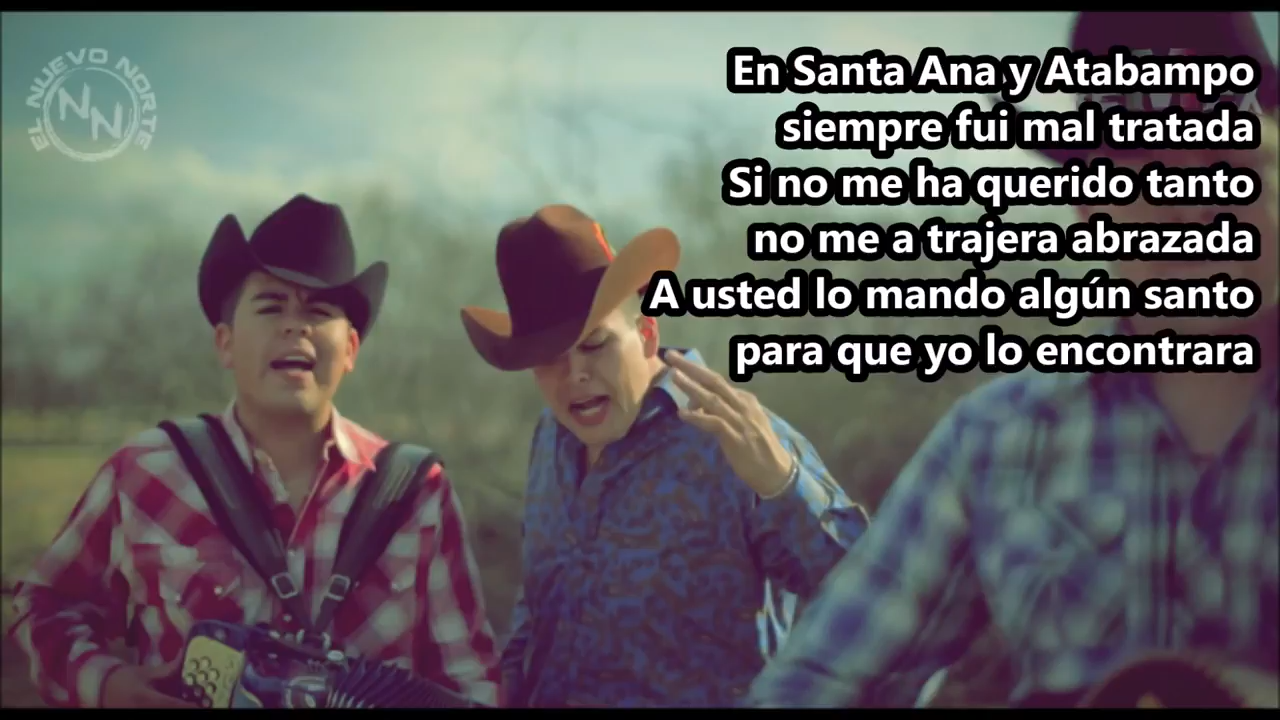 EL NUEVO NORTE
NN
En Santa Ana y Atabampo
siempre fui mal tratada
Si no me ha querido tanto
no me a trajera abrazada
A usted lo mando algún santo
para que yo lo encontrara